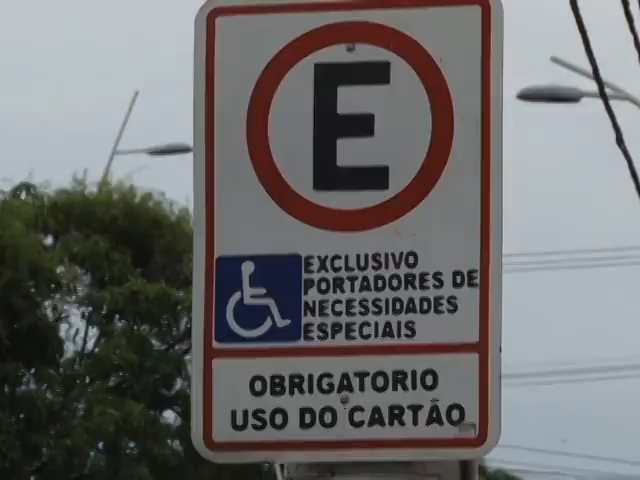 E
EXCLUSIVO
PORTADORES DE
NECESSIDADES
ESPECIAIS
OBRIGATORIO
USO DO CARTÃO